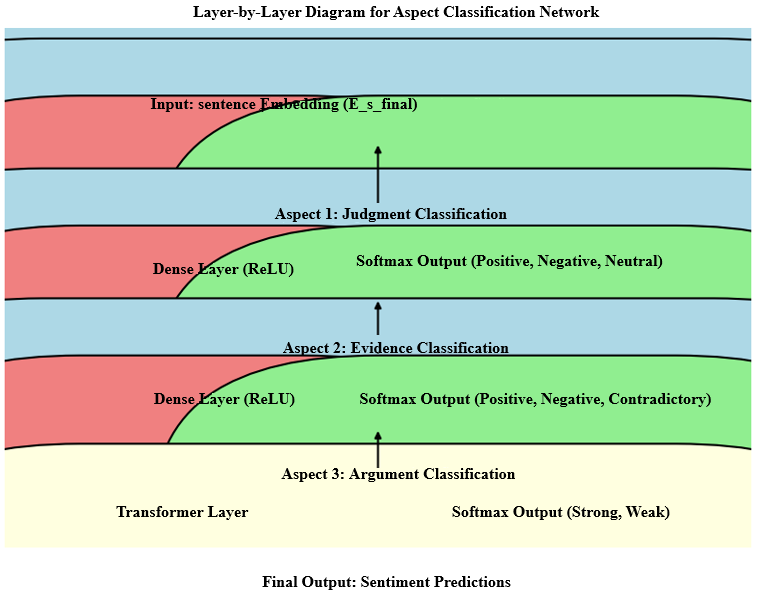 Layer-by-Layer Diagram for Aspect Classification Network
Input: sentence Embedding (E_s_final)
Aspect 1: Judgment Classification
Dense Layer (ReLU)
Softmax Output (Positive, Negative, Neutral)
Aspect 2: Evidence Classification
Dense Layer (ReLU)
Softmax Output (Positive, Negative, Contradictory)
Aspect 3: Argument Classification
Transformer Layer
Softmax Output (Strong, Weak)
Final Output: Sentiment Predictions